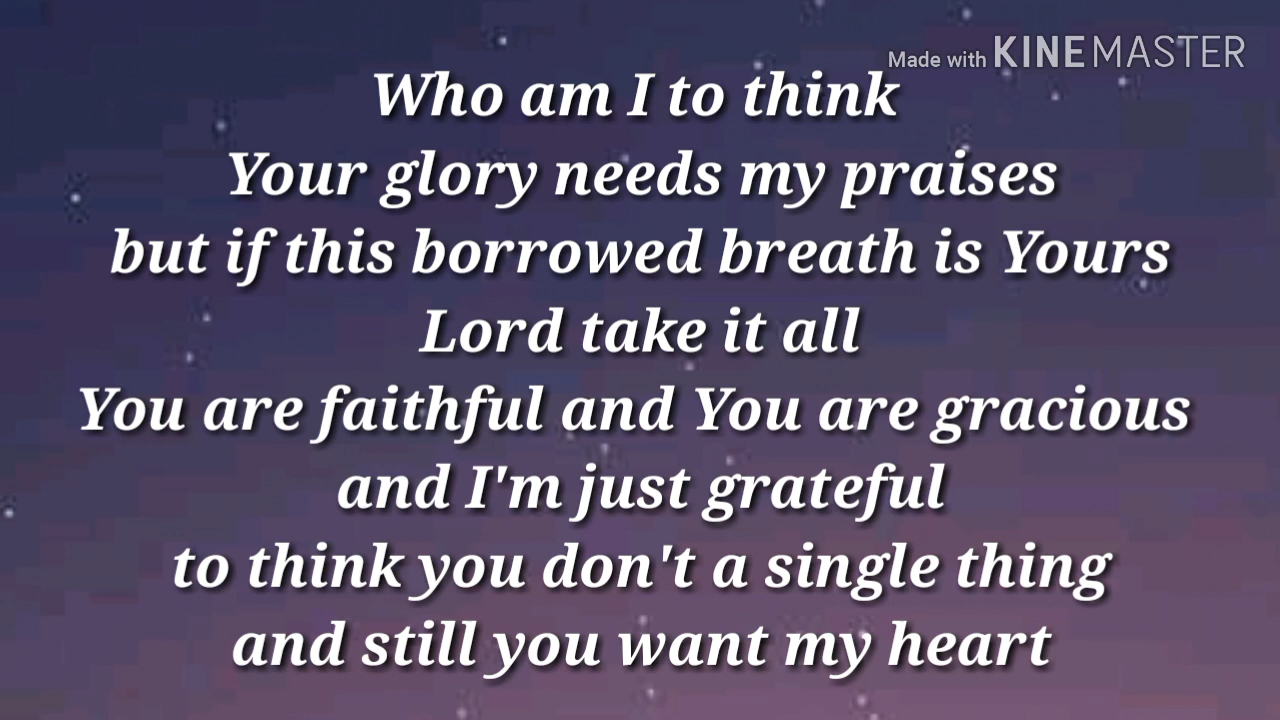 Made with KINEMASTER
Who am I to think
Your glory needs my praises
but if this borrowed breath is Yours
Lord take it all
You are faithful and You are gracious
and I'm just grateful
to think you don't a single thing
and still you want my heart